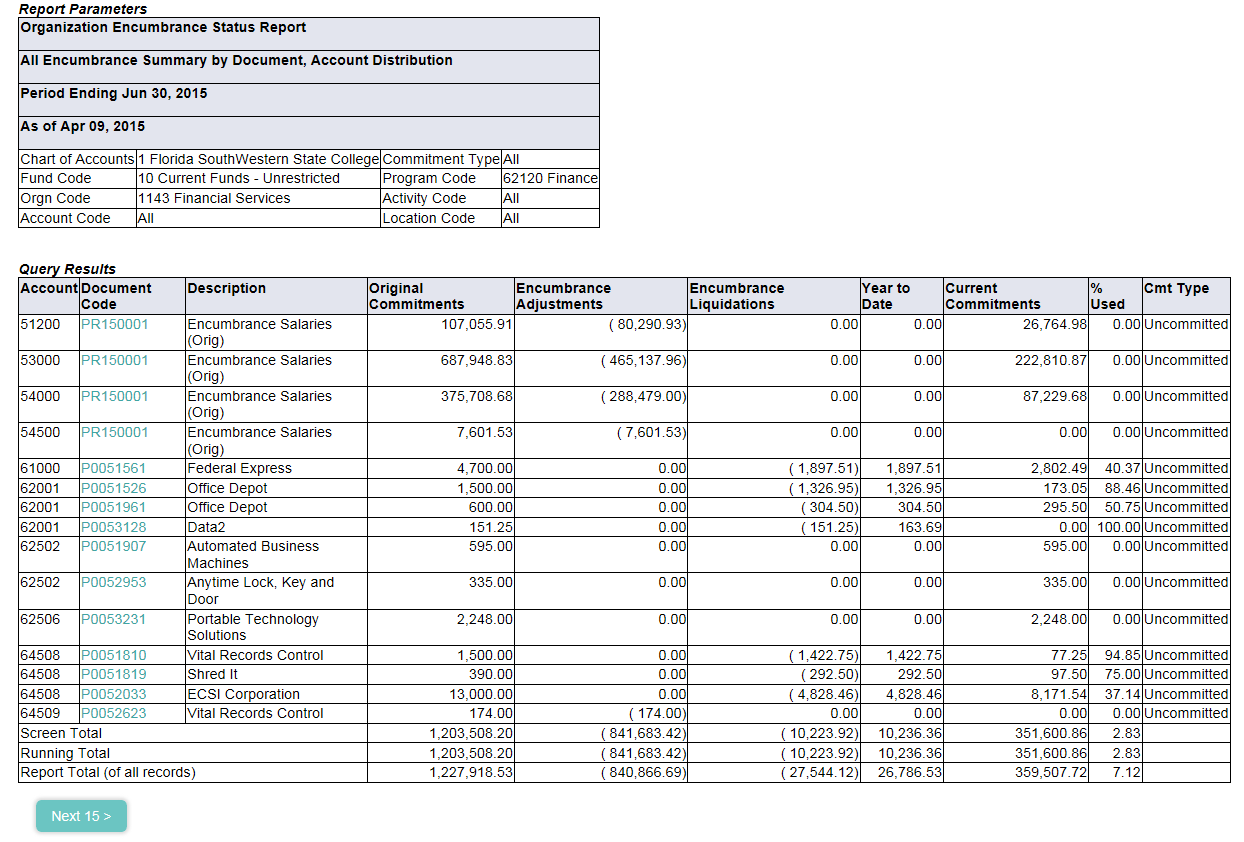 Report Parameters
Organization Encumbrance Status Report
All Encumbrance Summary by Document, Account Distribution
Period Ending Jun 30, 2015
As of Apr 09, 2015
Chart of Accounts 1 Florida SouthWestern State College Commitment Type All
Fund Code 10 Current Funds - Unrestricted Program Code 62120 Finance
Orgn Code 1143 Financial Services Activity Code All
Account Code All Location Code All
Query Results
Account Document Description Original Encumbrance Encumbrance Year to Current % Cmt Type
Code Commitments Adjustments Liquidations Date Commitments Used
51200 PR150001 Encumbrance Salaries 107,055.91 ( 80,290.93) 0.00 0.00 26,764.98 0.00 Uncommitted
(Orig)
53000 PR150001 Encumbrance Salaries 687,948.83 ( 465,137.96) 0.00 0.00 222,810.87 0.00 Uncommitted
(Orig)
54000 PR150001 Encumbrance Salaries 375,708.68 ( 288,479.00) 0.00 0.00 87,229.68 0.00 Uncommitted
(Orig)
54500 PR150001 Encumbrance Salaries 7,601.53 ( 7,601.53) 0.00 0.00 0.00 0.00 Uncommitted
(Orig)
61000 P0051561 Federal Express 4,700.00 0.00 ( 1,897.51) 1,897.51 2,802.49 40.37 Uncommitted
62001 P0051526 Office Depot 1,500.00 0.00 ( 1,326.95) 1,326.95 173.05 88.46 Uncommitted
62001 P0051961 Office Depot 600.00 0.00 ( 304.50) 304.50 295.50 50.75 Uncommitted
62001 P0053128 Data2 151.25 0.00 ( 151.25) 163.69 0.00 100.00 Uncommitted
62502 P0051907 Automated Business 595.00 0.00 0.00 0.00 595.00 0.00 Uncommitted
Machines
62502 P0052953 Anytime Lock, Key and 335.00 0.00 0.00 0.00 335.00 0.00 Uncommitted
Door
62506 P0053231 Portable Technology 2,248.00 0.00 0.00 0.00 2,248.00 0.00 Uncommitted
Solutions
64508 P0051810 Vital Records Control 1,500.00 0.00 ( 1,422.75) 1,422.75 77.25 94.85 Uncommitted
64508 P0051819 Shred It 390.00 0.00 ( 292.50) 292.50 97.50 75.00 Uncommitted
64508 P0052033 ECSI Corporation 13,000.00 0.00 ( 4,828.46) 4,828.46 8,171.54 37.14 Uncommitted
64509 P0052623 Vital Records Control 174.00 ( 174.00) 0.00 0.00 0.00 0.00 Uncommitted
Screen Total 1,203,508.20 ( 841,683.42) ( 10,223.92) 10,236.36 351,600.86 2.83
Running Total 1,203,508.20 ( 841,683.42) ( 10,223.92) 10,236.36 351,600.86 2.83
Report Total (of all records) 1,227,918.53 ( 840,866.69) ( 27,544.12) 26,786.53 359,507.72 7.12
Next 15 >